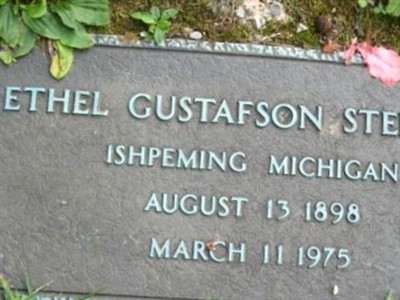 ETHEL GUSTAFSON
ISHPEMING MICHIGAN
AUGUST 13 1898
MARCH 11 1975